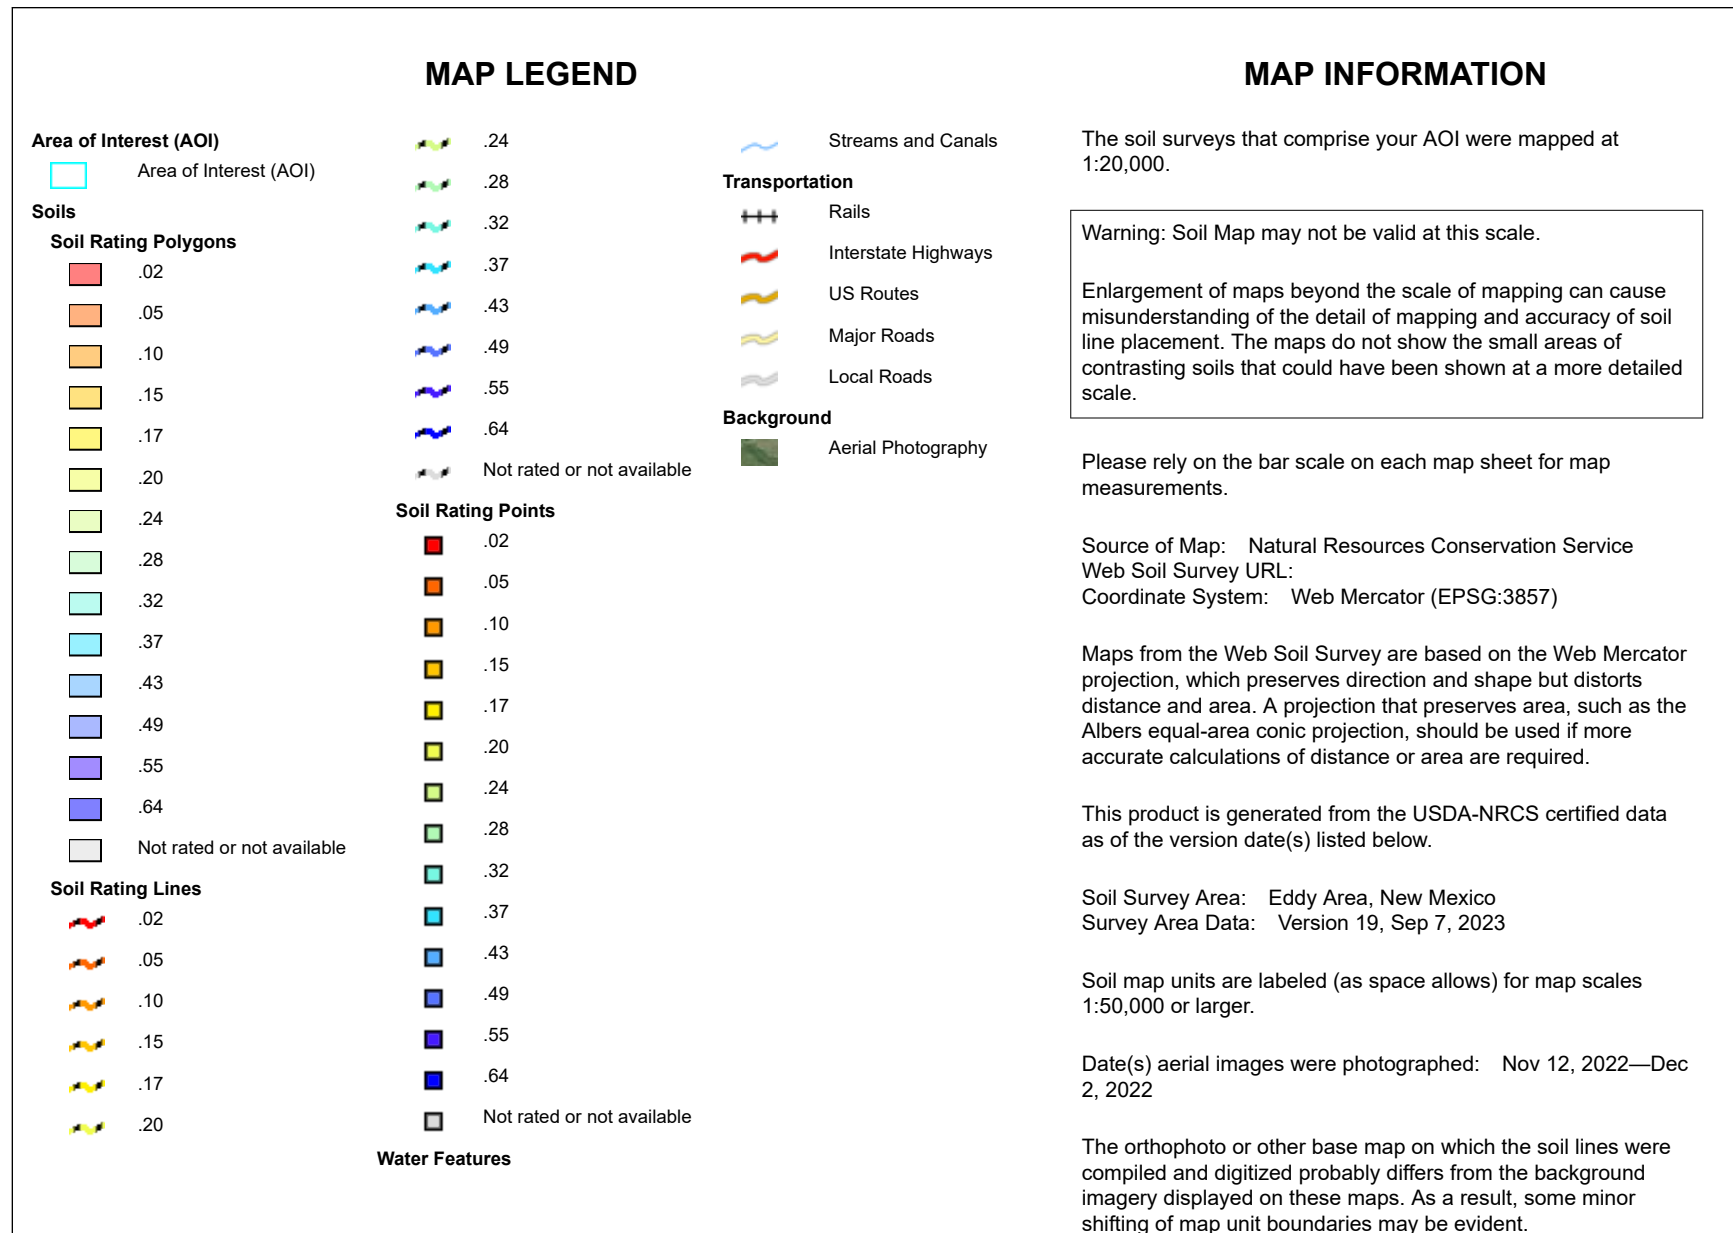 MAP LEGEND
Area of Interest (AOI)
Area of Interest (AOI)
Soils
Soil Rating Polygons
.02
.05
.10
.15
.17
.20
.24
.28
.32
.37
.43
.49
.55
.64
Not rated or not available
Soil Rating Lines
.02
.05
.10
.15
.17
.20
.24
.28
.32
.37
.43
.49
.55
.64
Not rated or not available
Soil Rating Points
.02
.05
.10
.15
.17
.20
.24
.28
.32
.37
.43
.49
.55
.64
Not rated or not available
Water Features
Streams and Canals
Transportation
Rails
Interstate Highways
US Routes
Major Roads
Local Roads
Background
Aerial Photography
MAP INFORMATION
The soil surveys that comprise your AOI were mapped at
1:20,000.
Warning: Soil Map may not be valid at this scale.
Enlargement of maps beyond the scale of mapping can cause
misunderstanding of the detail of mapping and accuracy of soil
line placement. The maps do not show the small areas of
contrasting soils that could have been shown at a more detailed
scale.
Please rely on the bar scale on each map sheet for map
measurements.
Source of Map: Natural Resources Conservation Service
Web Soil Survey URL:
Coordinate System: Web Mercator (EPSG:3857)
Maps from the Web Soil Survey are based on the Web Mercator
projection, which preserves direction and shape but distorts
distance and area. A projection that preserves area, such as the
Albers equal-area conic projection, should be used if more
accurate calculations of distance or area are required.
This product is generated from the USDA-NRCS certified data
as of the version date(s) listed below.
Soil Survey Area: Eddy Area, New Mexico
Survey Area Data: Version 19, Sep 7, 2023
Soil map units are labeled (as space allows) for map scales
1:50,000 or larger.
Date(s) aerial images were photographed: Nov 12, 2022—Dec
2, 2022
The orthophoto or other base map on which the soil lines were
compiled and digitized probably differs from the background
imagery displayed on these maps. As a result, some minor
shifting of map unit boundaries may be evident.